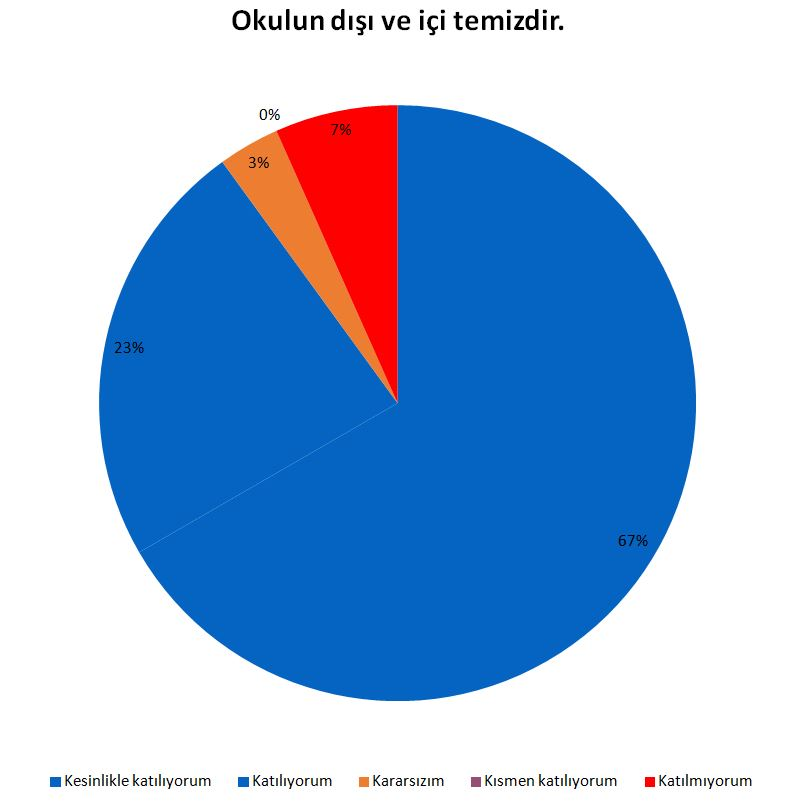 Okulun dışı ve içi temizdir.
0%
7%
3%
23%
67%
Kesinlikle katılıyorum Katılıyorum Kararsızım Kısmen katılıyorum Katılmıyorum